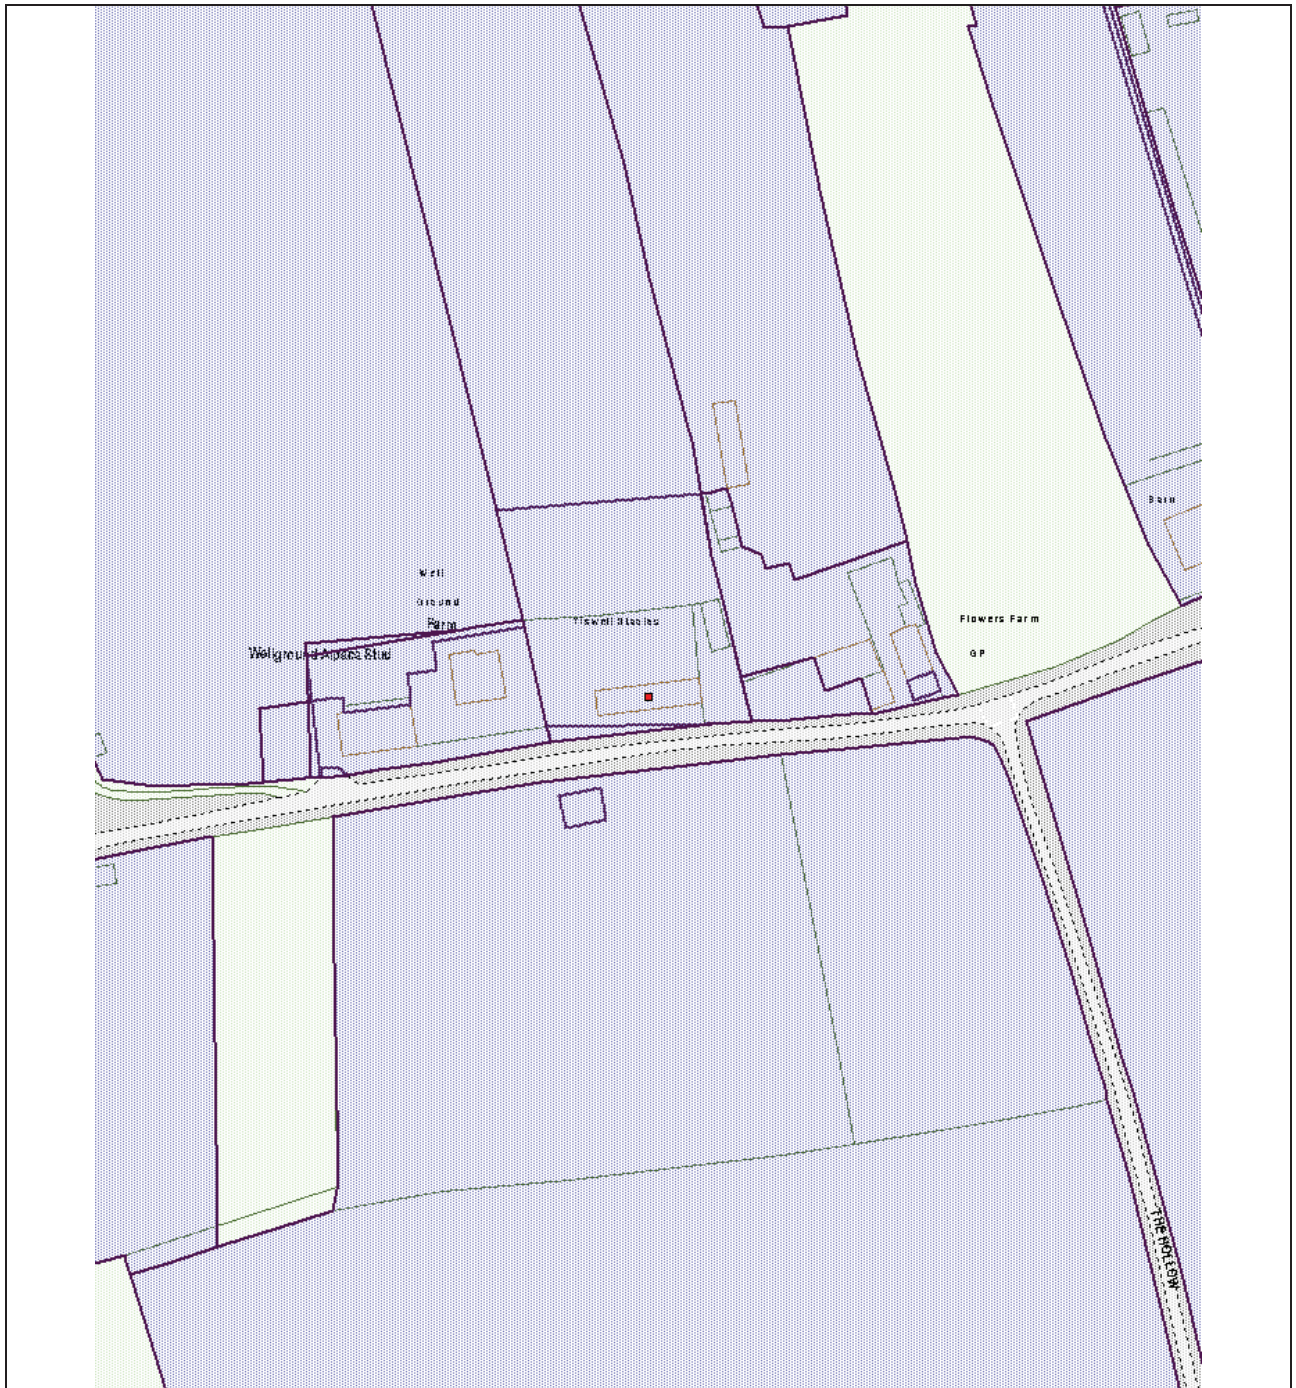 Barn
Well
Ground
Farm
Tiswell Stables
Flowers Farm
GP
Wellground Alpaca Stud
THE HOLLOW